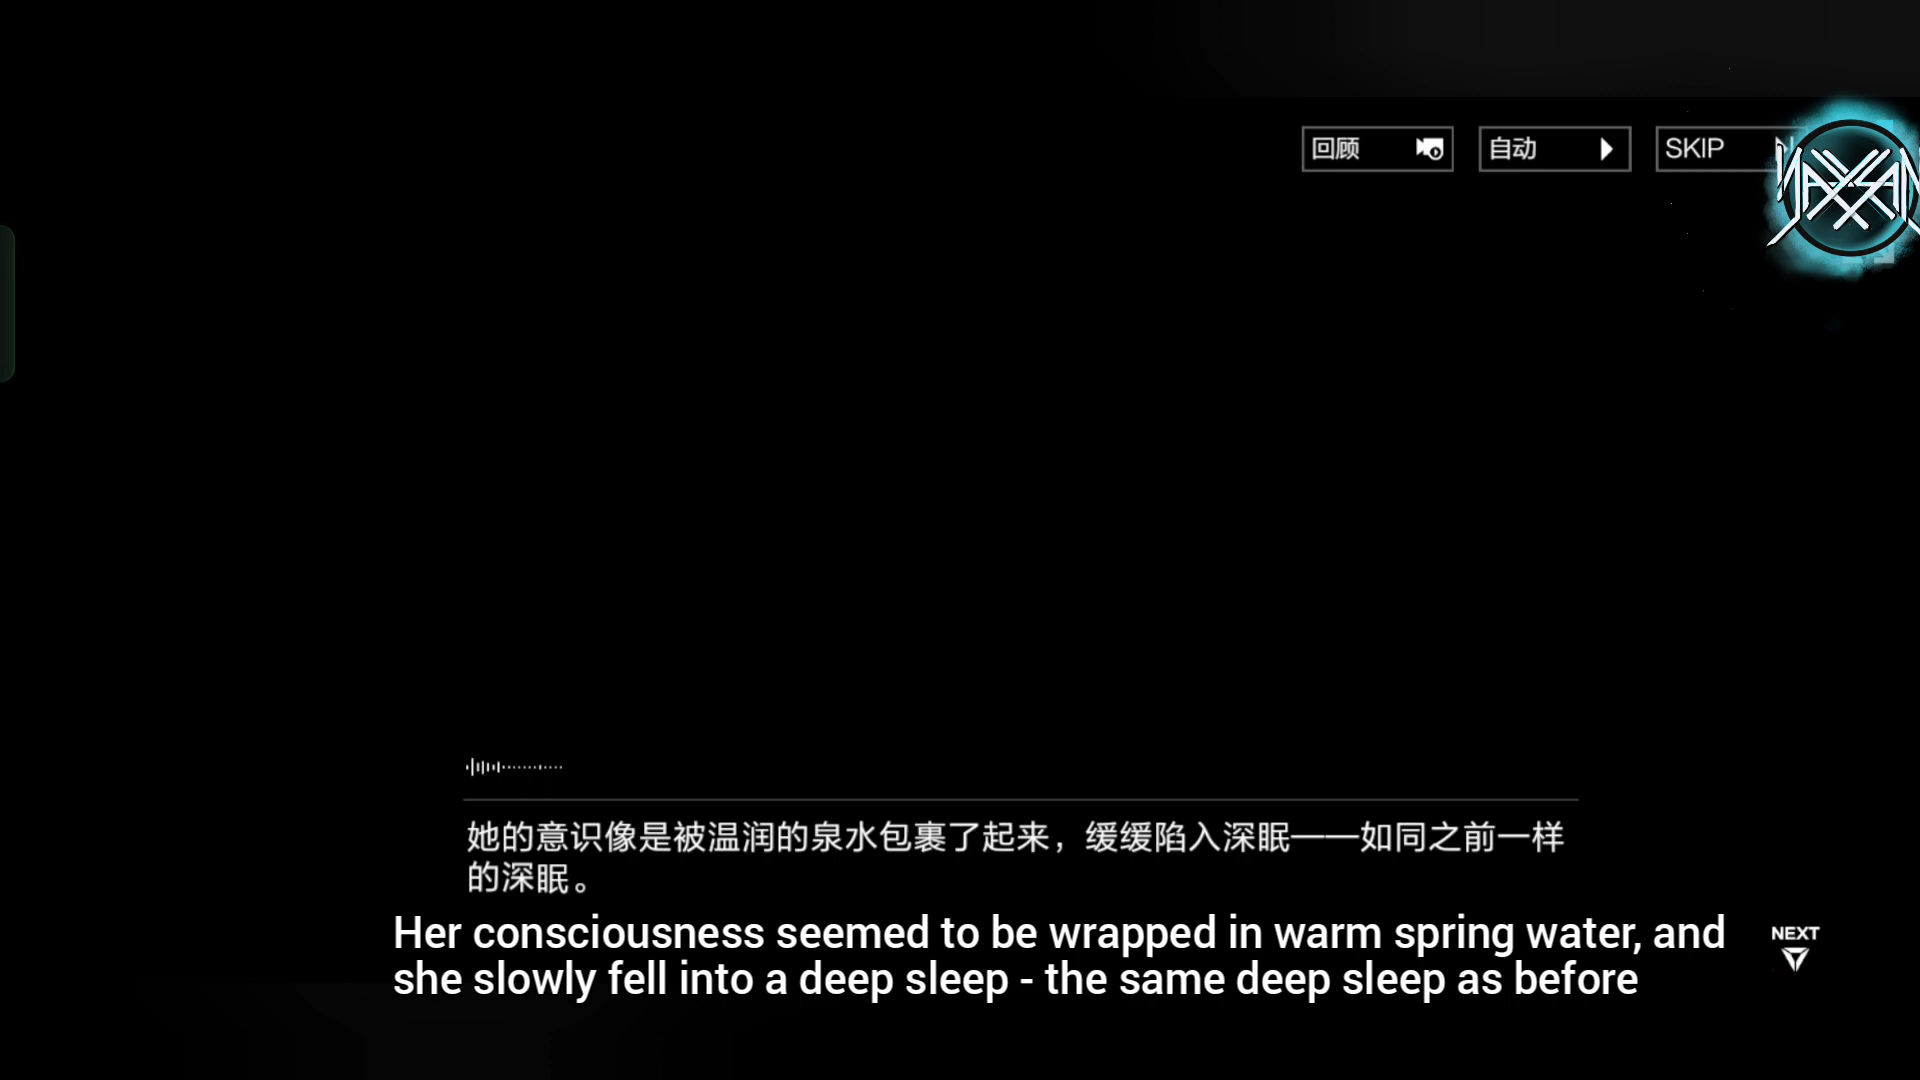 回顾
自动
SKIP
她的意识像是被温润的泉水包裹了起来，缓缓陷入深眠——如同之前一样
的深眠。
Her consciousness seemed to be wrapped in warm spring water, and
she slowly fell into a deep sleep - the same deep sleep as before
NEXT